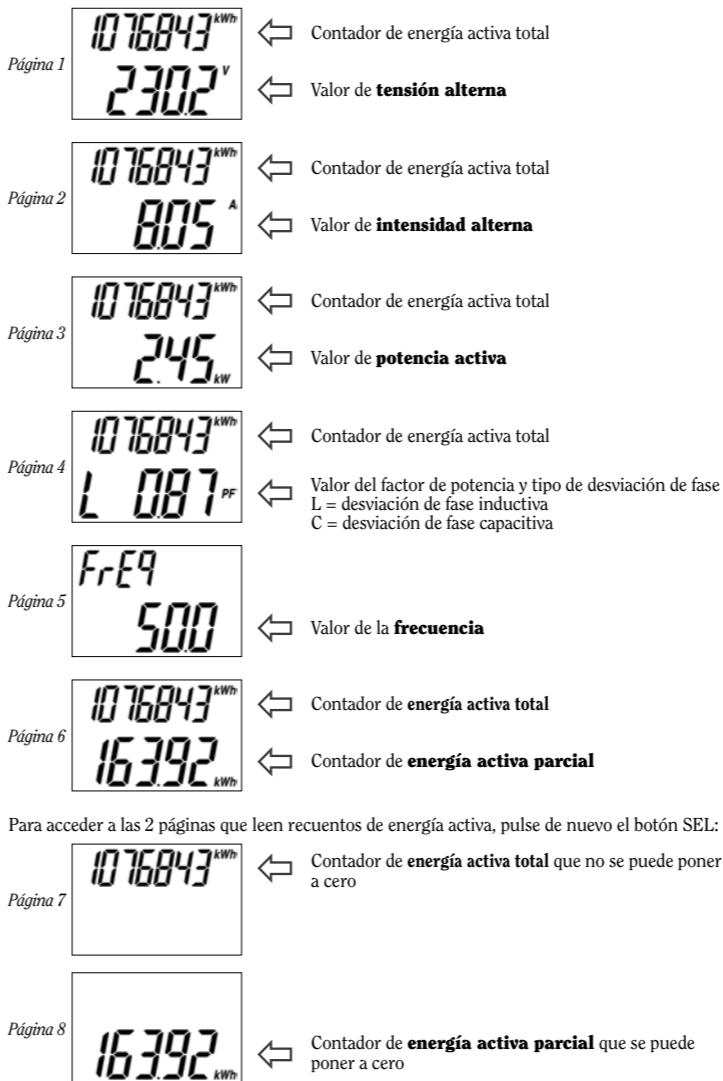 1076843 kWh
Contador de energía activa total
Página 1
230.2 V
Valor de tensión alterna
1076843 kWh
Contador de energía activa total
Página 2
8.05 A
Valor de intensidad alterna
1076843 kWh
Contador de energía activa total
Página 3
2.45 kW
Valor de potencia activa
1076843 kWh
Contador de energía activa total
Página 4
L 0.87 PF
Valor del factor de potencia y tipo de desviación de fase
L = desviación de fase inductiva
C = desviación de fase capacitiva
FrEq
Página 5
50.0
Valor de la frecuencia
1076843 kWh
Contador de energía activa total
Página 6
163.92 kWh
Contador de energía activa parcial
Para acceder a las 2 páginas que leen recuentos de energía activa, pulse de nuevo el botón SEL:
1076843 kWh
Contador de energía activa total que no se puede poner
a cero
Página 7
Página 8
163.92 kWh
Contador de energía activa parcial que se puede
poner a cero